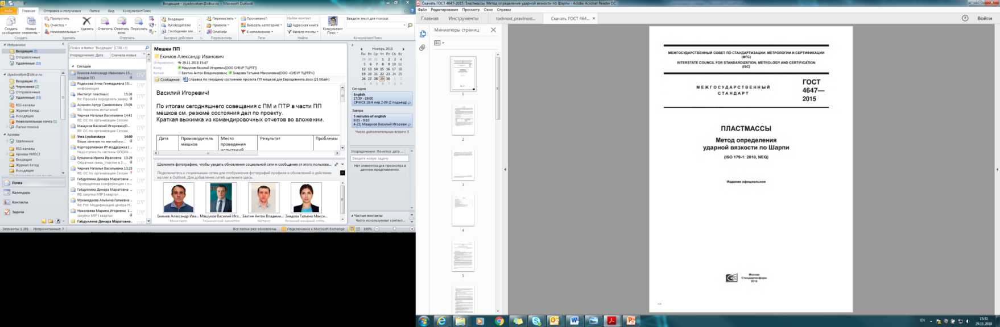 Входящие - ziyadovatam@sibur.ru - Microsoft Outlook
Файл Главная Отправка и получение Папка Вид КонсультантПлюс
Создать сообщение
Новые элементы
Пропустить
Очистка
Нежелательные
Удалить
Ответить
Ответить всем
Переслать
Входящие
Руководителю
Сообщение эле...
Переместить
Правила
OneNote
Прочитано?
Выбрать категорию
К исполнению
Найти контакт
Адресная книга
Фильтр почты
Консультант Плюс
Введите текст для поиска:
Создать Удалить Ответить Быстрые действия Переместить Теги Найти КонсультантПлюс
Избранное
Входящие (7)
Отправленные
Удаленные (33)
ziyadovatam@sibur.ru
Входящие (7)
Черновики [2]
Отправленные
Удаленные (33)
RSS-каналы
Журнал бесед
Исходящие
Нежелательная почта [1]
Папки поиска
Архивы
Удаленные
RSS-каналы
Архивы НИОСТ
Входящие
Журнал бесед
Исходящие
Почта
Календарь
Контакты
Задачи
Поиск в папке "Входящие" (CTRL+У)
Упорядочение: Дата Сначала новые
Сегодня
Екимов Александр Иванович 15...
Мешки ПП
Родюкова Анна Геннадьевна 15...
информация
Институт пластмасс 15:26
Re: Просьба переделать заявку
Асланян Артур Самвелович 15:06
RE: перечень испытаний
Черная Наталья Васильевна 14:41
RE: ОС по организации Сессии
Машуков Василий Игоревич(О...
RE: ОС по организации Сессии
Vera Lyubarskaya 14:00
Ваши занятия по английско...
Корпоративная ИТ-поддержка 1...
Недоступность системы ОПОРА ...
Кузьмина Ирина Ивановна 13:29
Обратная связь_Участие в 3-...
Черная Наталья Васильевна 13:23
RE: ОС по организации Сессии
Габдуллина Динара Маратовна ...
Пропущенная конференция с п...
Габдуллина Динара Маратовна ...
RE: закупка МТР I квартал
Мухамадеева Альбина Галиевна ...
Re: FW: Модификация центра Н...
Николаева Марина Игоревна 1...
закупка МТР I квартал
Габдуллина Динара Маратовна .
Мешки ПП
Екимов Александр Иванович
Отправлено: Чт 29.11.2018 15:47
Кому: Машуков Василий Игоревич(ООО СИБУР ТЦРПП)
Копия: Бахтин Антон Владимирович; Зиядова Татьяна Максимовна(ООО «СИБУР ТЦРПП»)
Сообщение Справка по текущему состоянию проекта ПП мешков для Евроцемента.docx (25 Кбайт)
Василий Игоревич!
По итогам сегодняшнего совещания с ПМ и ПТР в части ПП
мешков см. резюме состояния дел по проекту.
Краткая выжимка из командировочных отчетов во вложении.
Дата Производитель мешков Место проведения испытаний Результат Проблемы
Щелкните фотографию, чтобы увидеть обновления социальной сети и сообщения от этого пользова...
Подключитесь к социальным сетям для отображения фотографий профиля и обновлений о действиях
коллег в Outlook. Для добавления сетей щелкните здесь.
Екимов Александр Ива... Машуков Василий Иго... Бахтин Антон Владими... Зиядова Татьяна Макси...
Ноябрь 2018
Пн Вт Ср Чт Пт Сб Вс
29 30 31 1 2 3 4
5 6 7 8 9 10 11
12 13 14 15 16 17 18
19 20 21 22 23 24 25
26 27 28 29 30 1 2
3 4 5 6 7 8 9
Сегодня
English
17:30 - 19:00
СР МСК 18/4 пер 2-09 (2 подъезд)
Завтра
5 minutes of english
9:05 - 9:10
4-23; Машуков Василий Игореви
Число дополнительных встреч: 3
Упорядочение: Пометка: дата ...
Введите новую задачу
Нет элементов для просмотра в
данном представлении.
Частые контакты
Часто используемые контакт...
Элементы: 1 201 Непрочитанные: 7
Все папки уже обновлены. Подключение к Microsoft Exchange 100%
Скачать ГОСТ 4647-2015 Пластмассы. Метод определения ударной вязкости по Шарпи - Adobe Acrobat Reader DC
Файл Редактирование Просмотр Окно Справка
Главная Инструменты tochnost_pravilnost... Скачать ГОСТ 464... Войти
Миниатюры страниц
1
2
3
4
5
МЕЖГОСУДАРСТВЕННЫЙ СОВЕТ ПО СТАНДАРТИЗАЦИИ, МЕТРОЛОГИИ И СЕРТИФИКАЦИИ
(МГС)
INTERSTATE COUNCIL FOR STANDARDIZATION, METROLOGY AND CERTIFICATION
(ISC)
МЕЖГОСУДАРСТВЕННЫЙ
СТАНДАРТ
ГОСТ
4647—
2015
ПЛАСТМАССЫ
Метод определения
ударной вязкости по Шарпи
(ISO 179-1: 2010, NEQ)
Издание официальное
Москва
Стандартинформ
2016
EN
15:51
29.11.2018